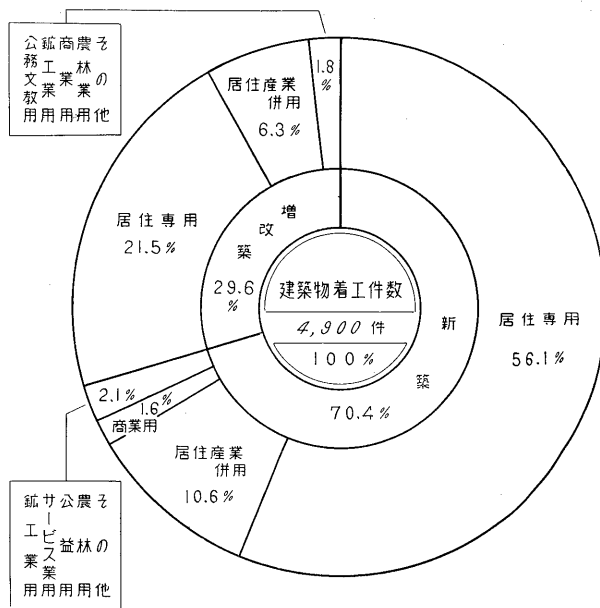 その他
農林業用
商業用
鉱工業用
公務文教用
1.8
%
居住産業
併用
6.3%
居住専用
21.5%
増改築
29.6
%
建築物着工件数
4,900 件
100%
新築
70.4%
居住専用
56.1%
2.1%
1.6%
商業用
居住産業
併用
10.6%
その他
農林用
公益用
サービス業用
鉱工業用